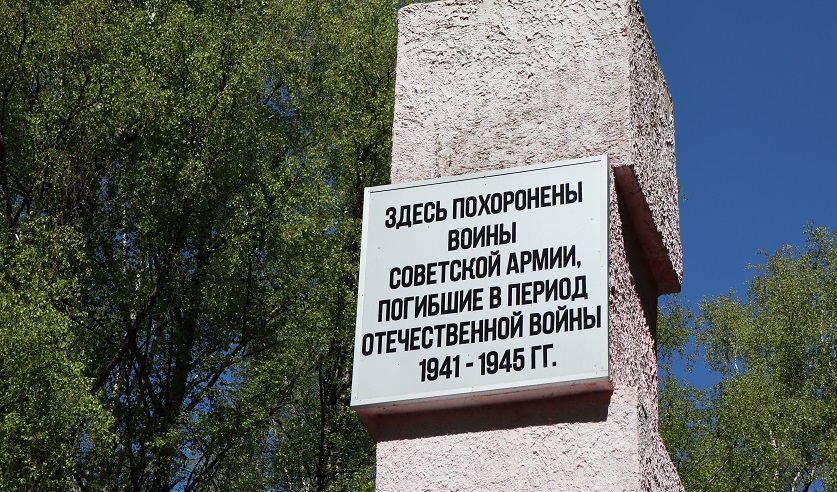 ЗДЕСЬ ПОХОРОНЕНЫ
ВОИНЫ
СОВЕТСКОЙ АРМИИ,
ПОГИБШИЕ В ПЕРИОД
ОТЕЧЕСТВЕННОЙ ВОЙНЫ
1941 - 1945 ГГ.